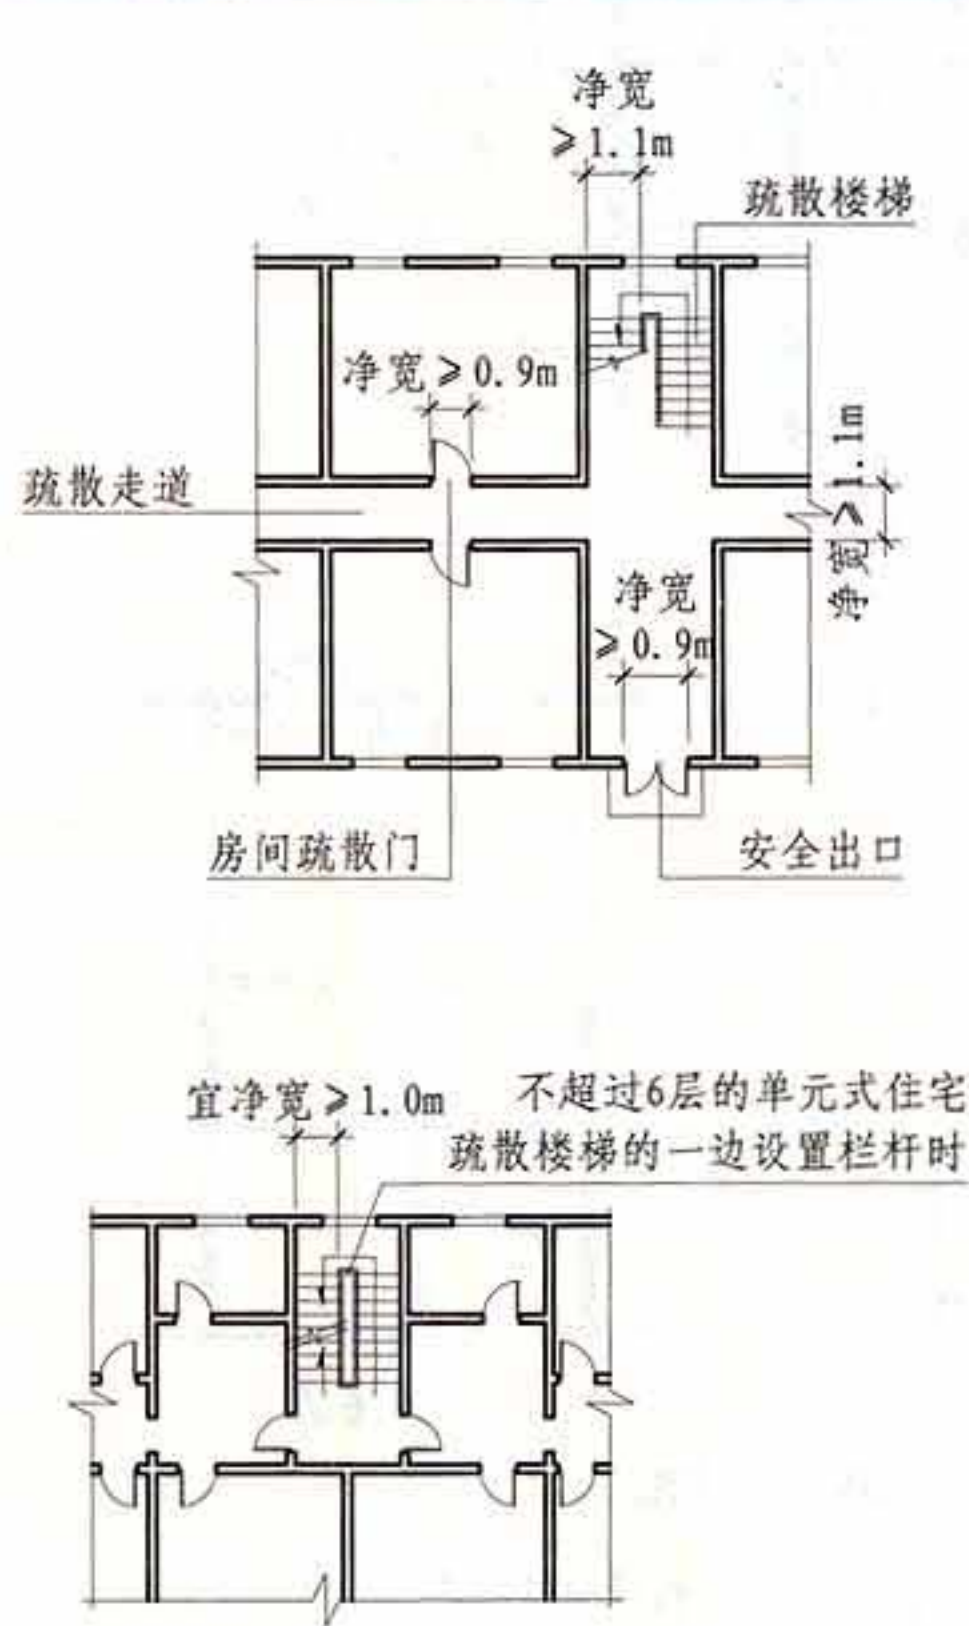 净宽
≥1.1m
疏散楼梯
净宽≥0.9m
疏散走道
净宽≥1.1m
净宽
≥0.9m
房间疏散门
安全出口
宜净宽≥1.0m
不超过6层的单元式住宅
疏散楼梯的一边设置栏杆时